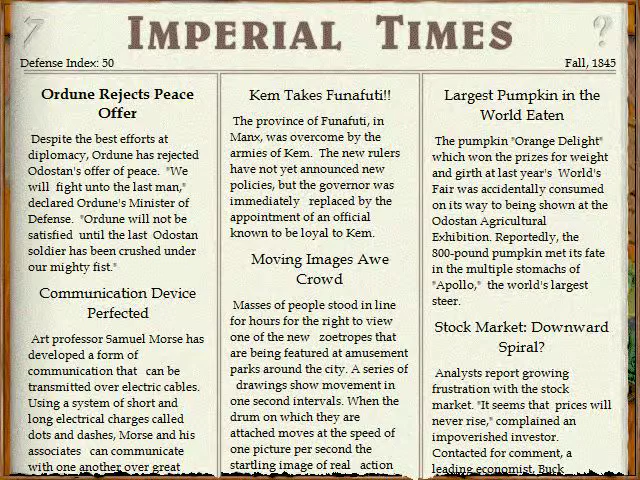 IMPERIAL TIMES
Defense Index: 50
Fall, 1845
Ordune Rejects Peace
Offer
Despite the best efforts at
diplomacy, Ordune has rejected
Odostan's offer of peace. "We
will fight unto the last man,"
declared Ordune's Minister of
Defense. "Ordune will not be
satisfied until the last Odostan
soldier has been crushed under
our mighty fist."
Communication Device
Perfected
Art professor Samuel Morse has
developed a form of
communication that can be
transmitted over electric cables.
Using a system of short and
long electrical charges called
dots and dashes, Morse and his
associates can communicate
with one another over great
Kem Takes Funafuti!!
The province of Funafuti, in
Manx, was overcome by the
armies of Kem. The new rulers
have not yet announced new
policies, but the governor was
immediately replaced by the
appointment of an official
known to be loyal to Kem.
Moving Images Awe
Crowd
Masses of people stood in line
for hours for the right to view
one of the new zoetropes that
are being featured at amusement
parks around the city. A series of
drawings show movement in
one second intervals. When the
drum on which they are
attached moves at the speed of
one picture per second the
startling image of real action
Largest Pumpkin in the
World Eaten
The pumpkin "Orange Delight"
which won the prizes for weight
and girth at last year's World's
Fair was accidentally consumed
on its way to being shown at the
Odostan Agricultural
Exhibition. Reportedly, the
800-pound pumpkin met its fate
in the multiple stomachs of
"Apollo," the world's largest
steer.
Stock Market: Downward
Spiral?
Analysts report growing
frustration with the stock
market. "It seems that prices will
never rise," complained an
impoverished investor.
Contacted for comment, a
leading economist, Buck